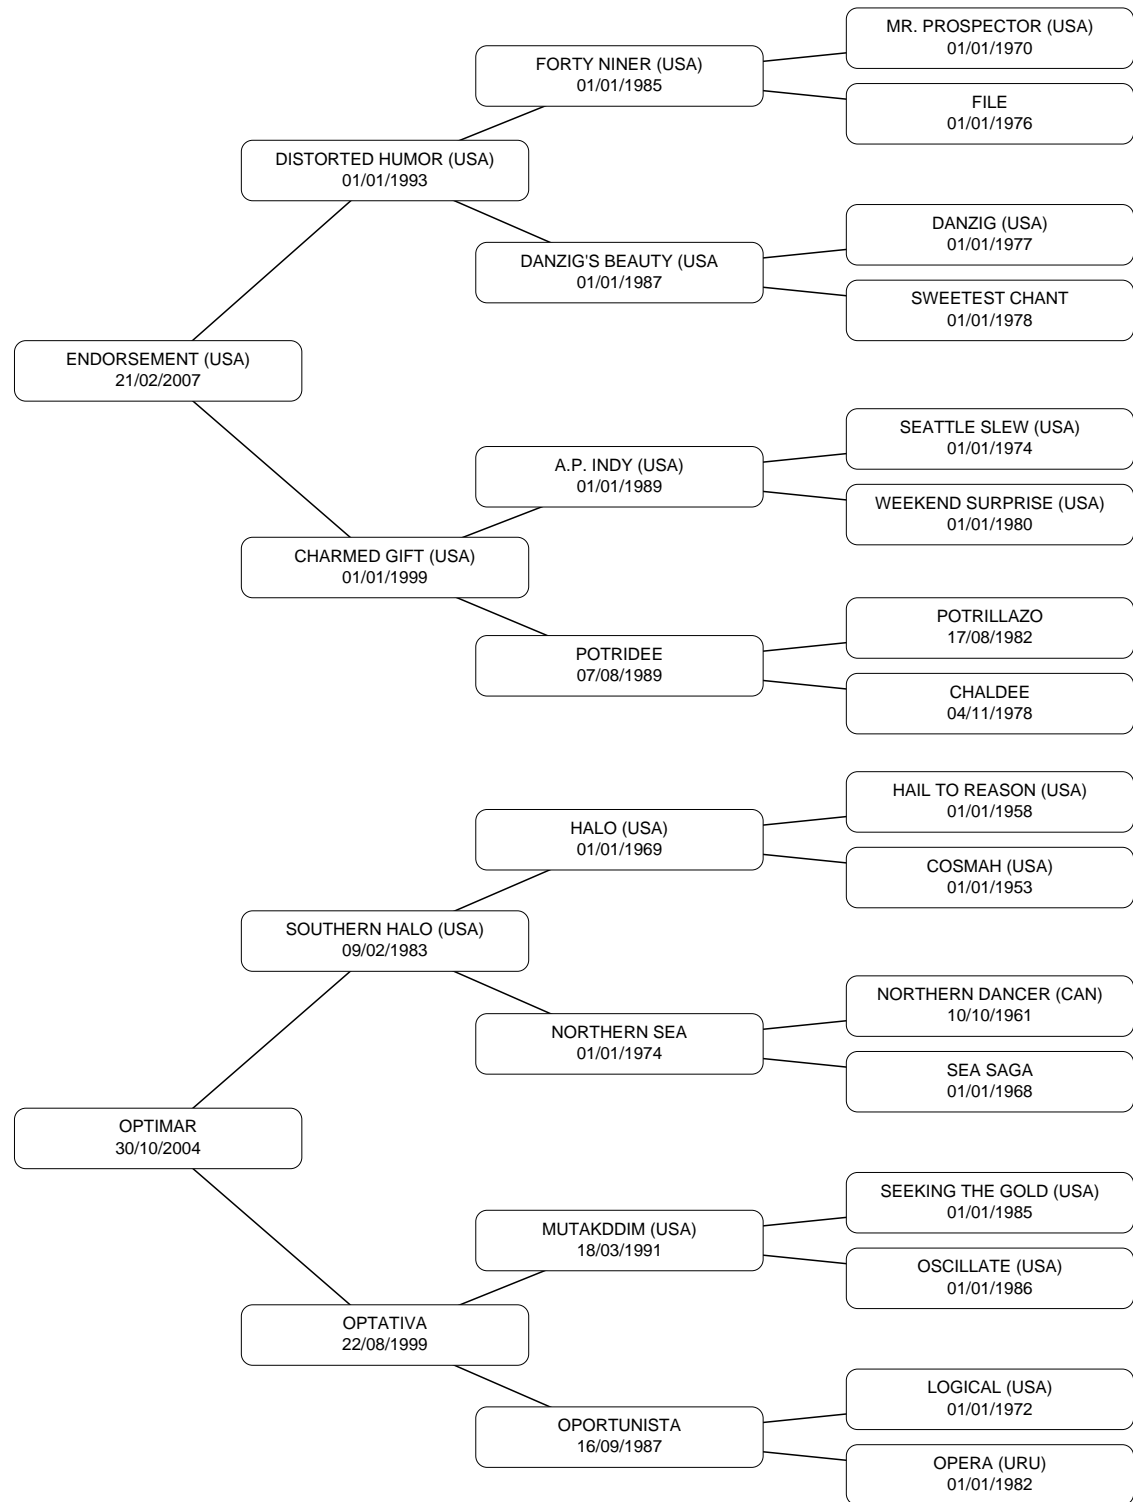 MR. PROSPECTOR (USA)
01/01/1970
FORTY NINER (USA)
01/01/1985
FILE
01/01/1976
DISTORTED HUMOR (USA)
01/01/1993
DANZIG (USA)
01/01/1977
DANZIG'S BEAUTY (USA
01/01/1987
SWEETEST CHANT
01/01/1978
ENDORSEMENT (USA)
21/02/2007
SEATTLE SLEW (USA)
01/01/1974
A.P. INDY (USA)
01/01/1989
WEEKEND SURPRISE (USA)
01/01/1980
CHARMED GIFT (USA)
01/01/1999
POTRILLAZO
17/08/1982
POTRIDEE
07/08/1989
CHALDEE
04/11/1978
HAIL TO REASON (USA)
01/01/1958
HALO (USA)
01/01/1969
COSMAH (USA)
01/01/1953
SOUTHERN HALO (USA)
09/02/1983
NORTHERN DANCER (CAN)
10/10/1961
NORTHERN SEA
01/01/1974
SEA SAGA
01/01/1968
OPTIMAR
30/10/2004
SEEKING THE GOLD (USA)
01/01/1985
MUTAKDDIM (USA)
18/03/1991
OSCILLATE (USA)
01/01/1986
OPTATIVA
22/08/1999
LOGICAL (USA)
01/01/1972
OPORTUNISTA
16/09/1987
OPERA (URU)
01/01/1982